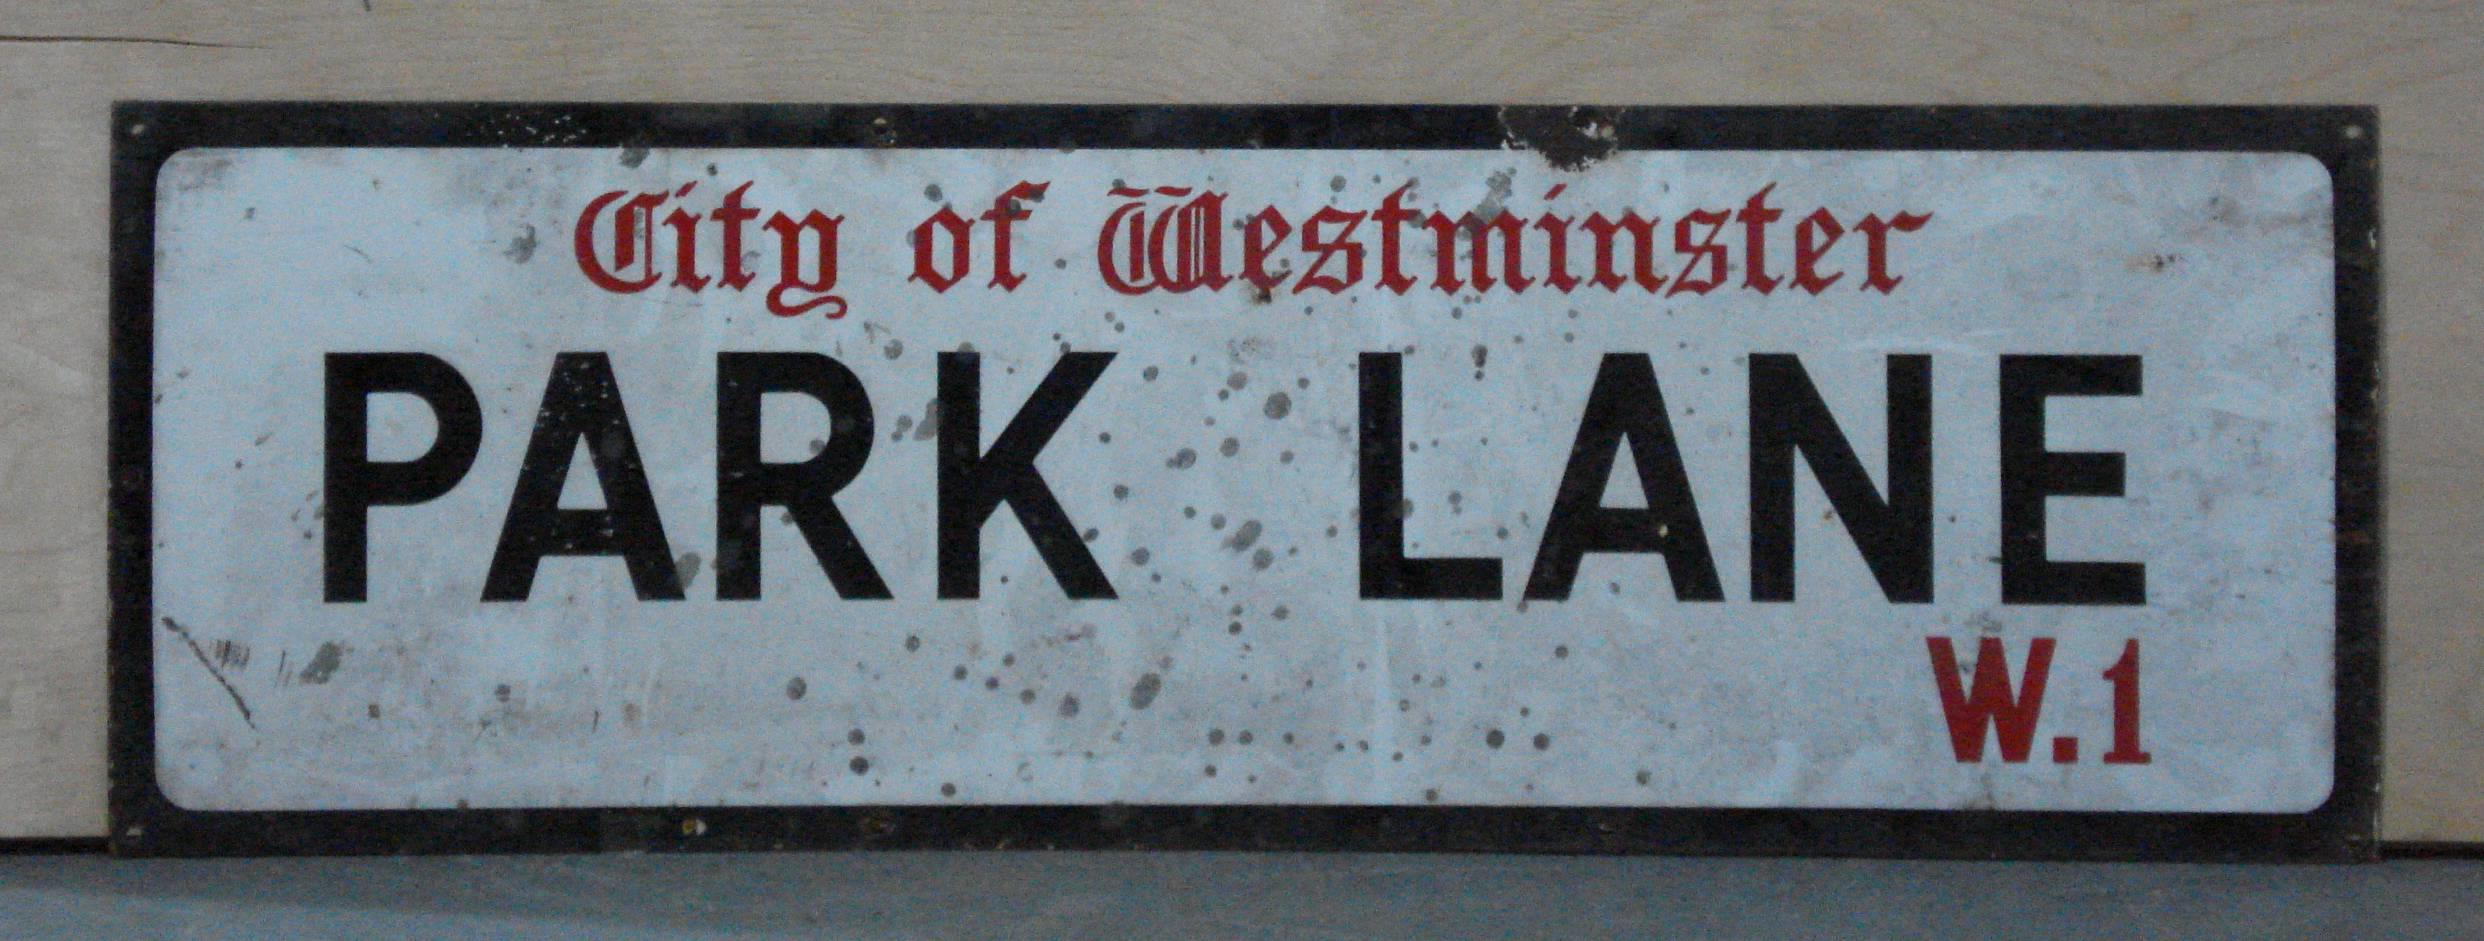 City of Westminster
PARK LANE
W.1